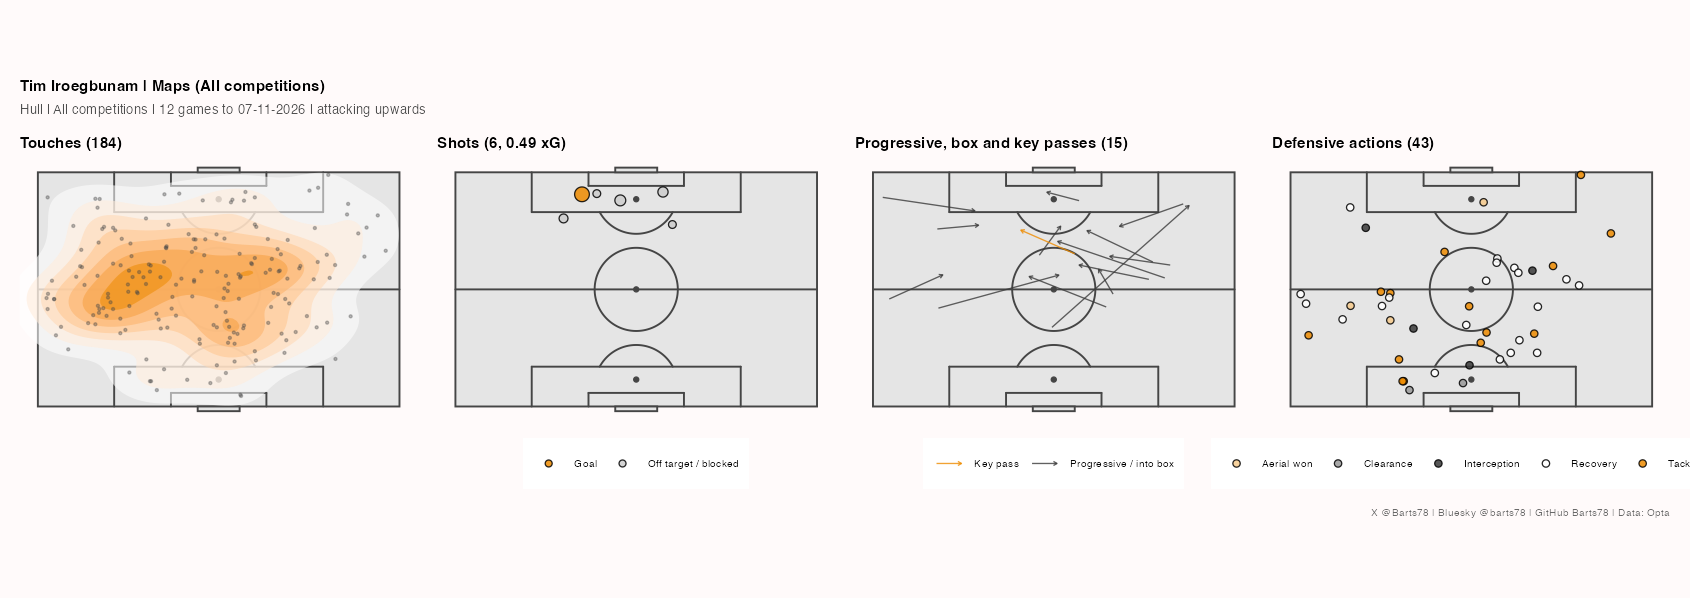 Tim Iroegbunam | Maps (All competitions)
Hull | All competitions | 12 games to 07-11-2026 | attacking upwards
Touches (184)
Shots (6, 0.49 xG)
Progressive, box and key passes (15)
Defensive actions (43)
Goal
Off target / blocked
Key pass
Progressive / into box
Aerial won
Clearance
Interception
Recovery
Tack
X @Barts78 | Bluesky @barts78 | GitHub Barts78 | Data: Opta